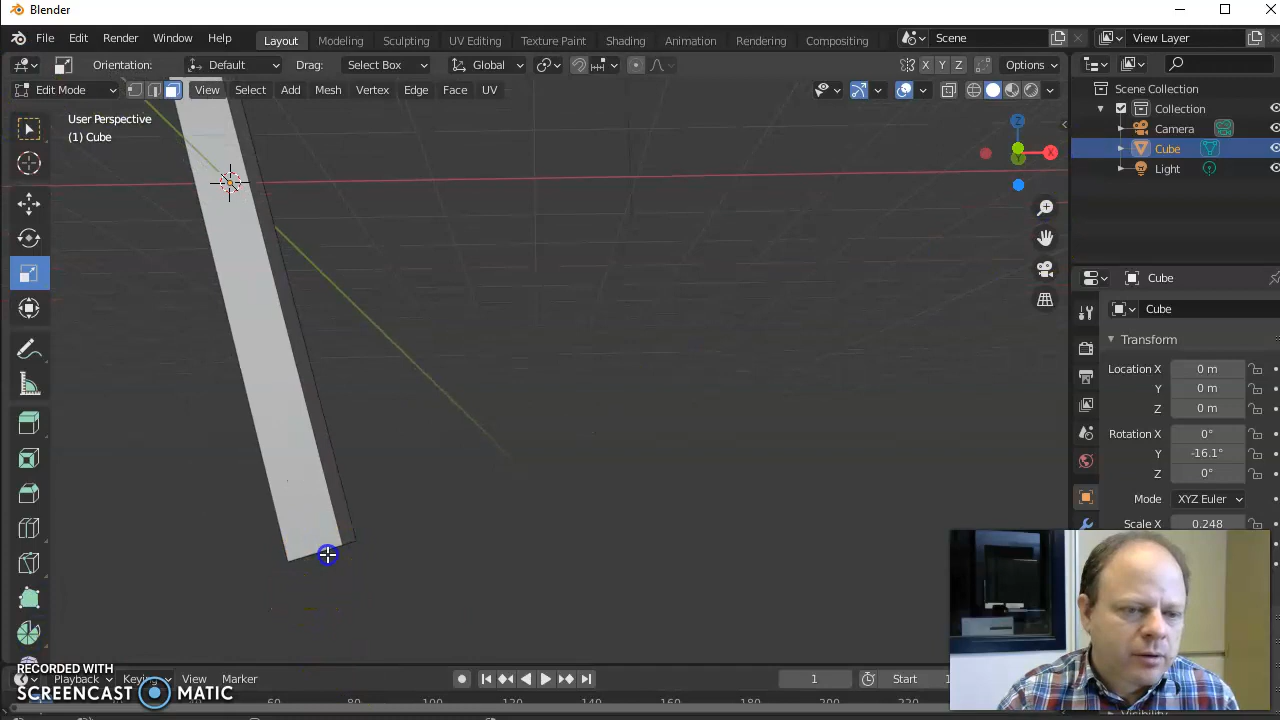 Blender
File Edit Render Window Help Layout Modeling Sculpting UV Editing Texture Paint Shading Animation Rendering Compositing Scene View Layer
Orientation: Default Drag: Select Box Global X Y Z Options
Edit Mode View Select Add Mesh Vertex Edge Face UV
User Perspective
(1) Cube
Z
X
Y
Scene Collection
Collection
Camera
Cube
Light
Cube
Cube
Transform
Location X 0 m
Y 0 m
Z 0 m
Rotation X 0°
Y -16.1°
Z 0°
Mode XYZ Euler
Scale X 0.248
RECORDED WITH
SCREENCAST MATIC
Playback Keying View Marker 1 Start
60 80 100 120 140 160 180 200 220